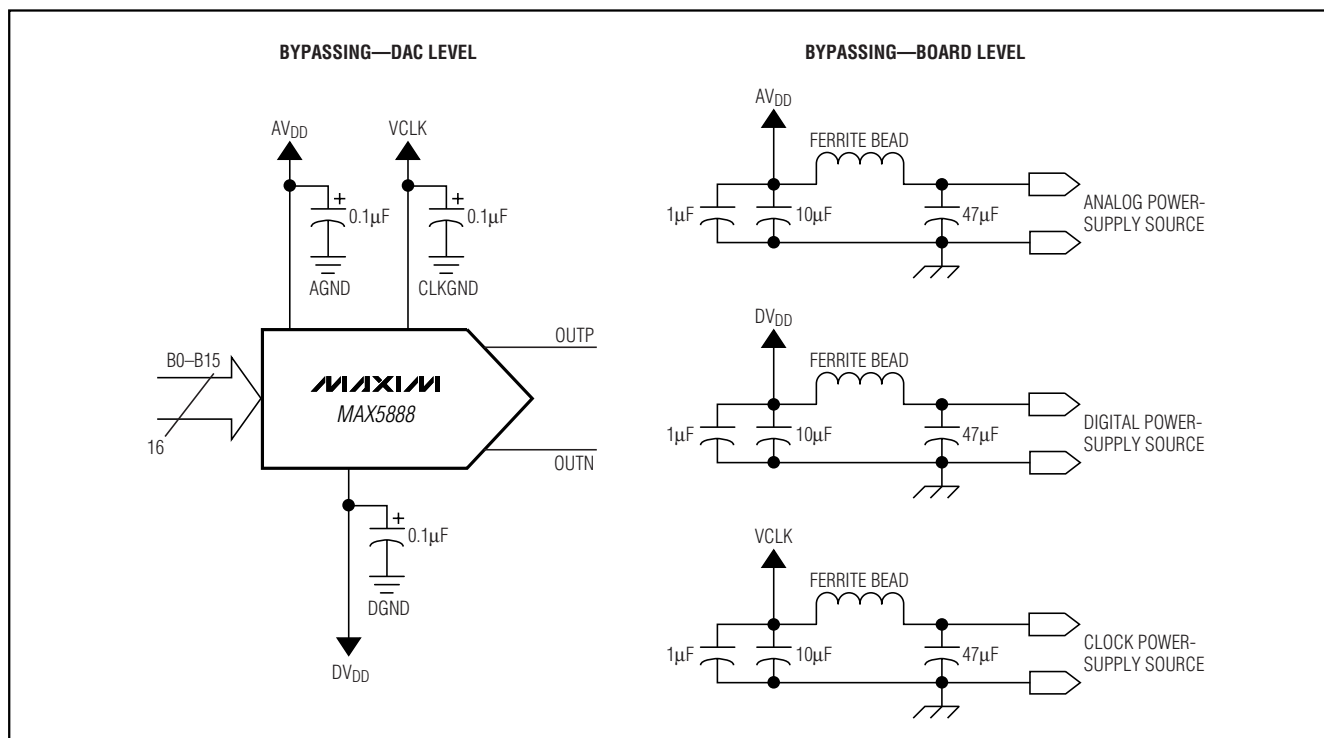 BYPASSING—DAC LEVEL
AVDD
VCLK
+
0.1µF
+
0.1µF
AGND
CLKGND
B0–B15
16
MAXIM
MAX5888
OUTP
OUTN
+
0.1µF
DGND
DVDD
BYPASSING—BOARD LEVEL
AVDD
FERRITE BEAD
1µF
10µF
47µF
ANALOG POWER-
SUPPLY SOURCE
DVDD
FERRITE BEAD
1µF
10µF
47µF
DIGITAL POWER-
SUPPLY SOURCE
VCLK
FERRITE BEAD
1µF
10µF
47µF
CLOCK POWER-
SUPPLY SOURCE